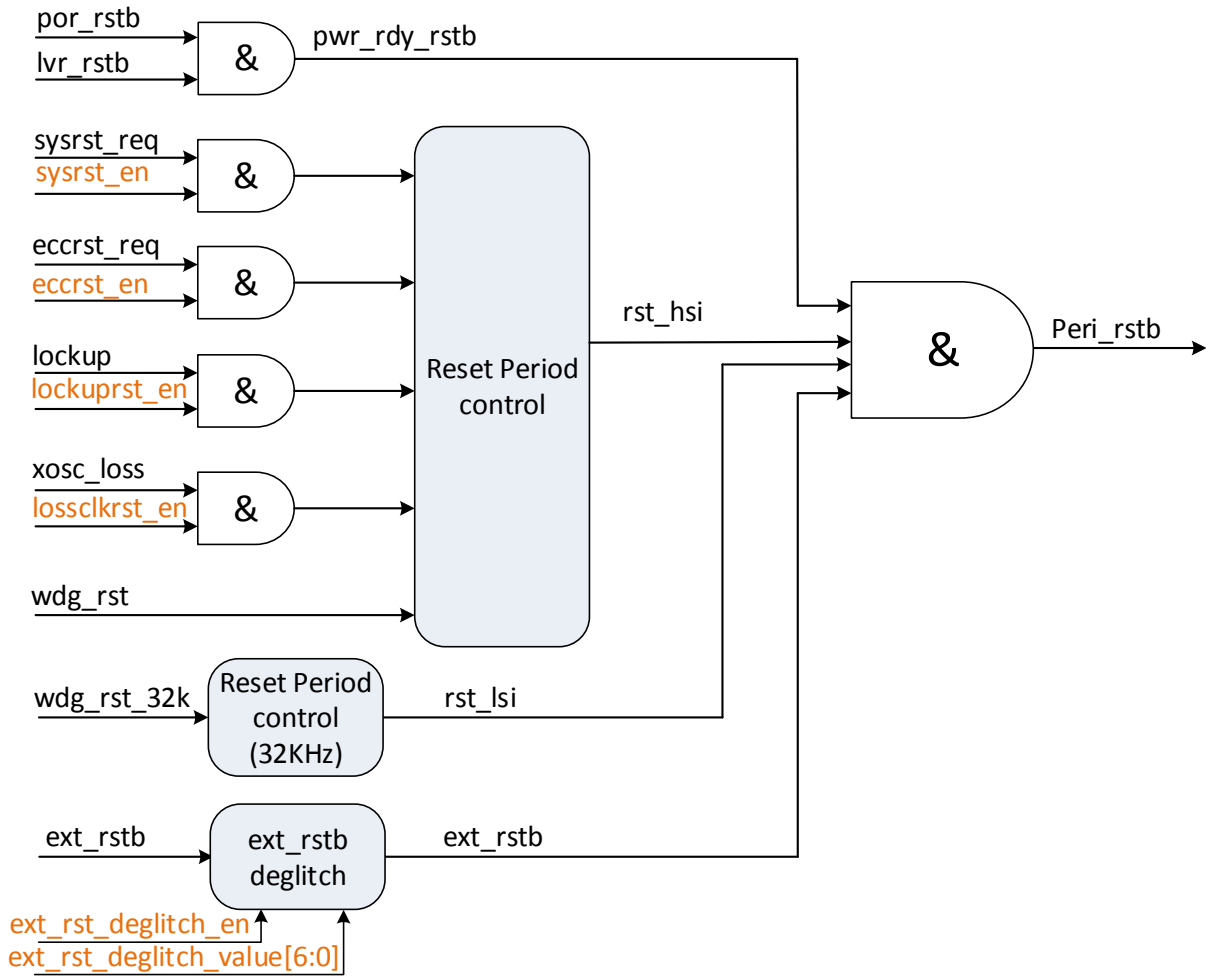 por_rstb
lvr_rstb
&
pwr_rdy_rstb
sysrst_req
sysrst_en
&
eccrst_req
eccrst_en
&
lockup
lockuprst_en
&
xosc_loss
lossclkrst_en
&
wdg_rst
Reset Period
control
rst_hsi
&
Peri_rstb
wdg_rst_32k
Reset Period
control
(32KHz)
rst_lsi
ext_rstb
ext_rstb
deglitch
ext_rstb
ext_rst_deglitch_en
ext_rst_deglitch_value[6:0]